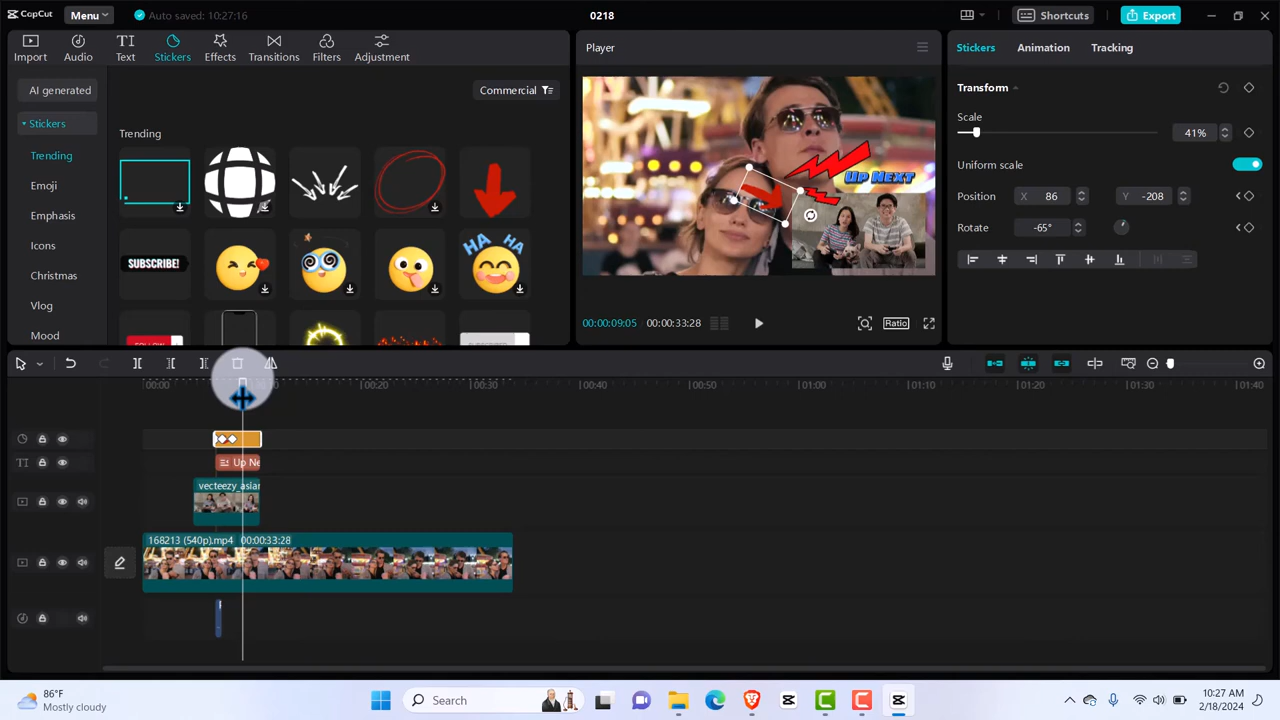 CapCut
Menu
Auto saved: 10:27:16
0218
Shortcuts
Export
Import
Audio
Text
Stickers
Effects
Transitions
Filters
Adjustment
Player
Stickers
Animation
Tracking
AI generated
Commercial
Transform
Stickers
Trending
Scale
41%
Trending
Uniform scale
Emoji
Up Next
Position
X
86
Y
-208
Emphasis
Rotate
-65°
Icons
SUBSCRIBE!
HA HA
Christmas
Vlog
00:00:09:05
00:00:33:28
Ratio
Mood
00:00
00:20
00:30
00:40
00:50
01:00
01:10
01:20
01:30
01:40
TI
Up Ne
vecteezy_asian
168213 (540p).mp4
00:00:33:28
86°F
Mostly cloudy
Search
10:27 AM
2/18/2024